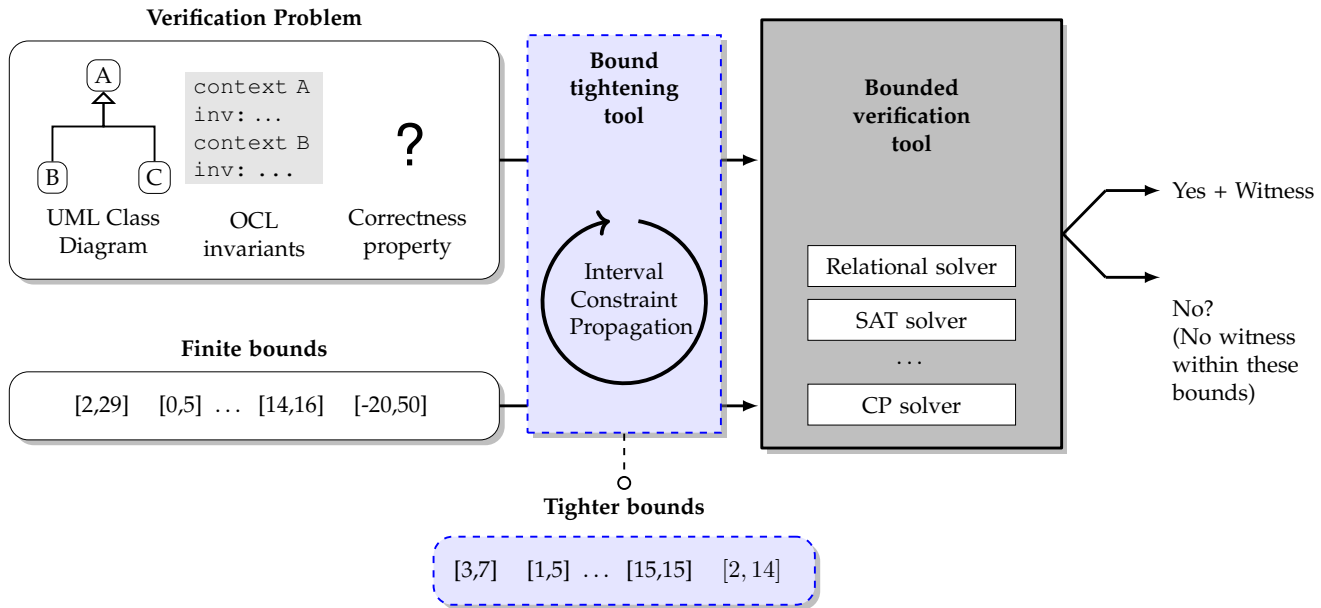 Verification Problem
A
B
C
UML Class
Diagram
context A
inv: ...
context B
inv: ...
OCL
invariants
?
Correctness
property
Finite bounds
[2,29] [0,5] ... [14,16] [-20,50]
Bound
tightening
tool
Interval
Constraint
Propagation
Tighter bounds
[3,7] [1,5] ... [15,15] [2, 14]
Bounded
verification
tool
Relational solver
SAT solver
...
CP solver
Yes + Witness
No?
(No witness
within these
bounds)